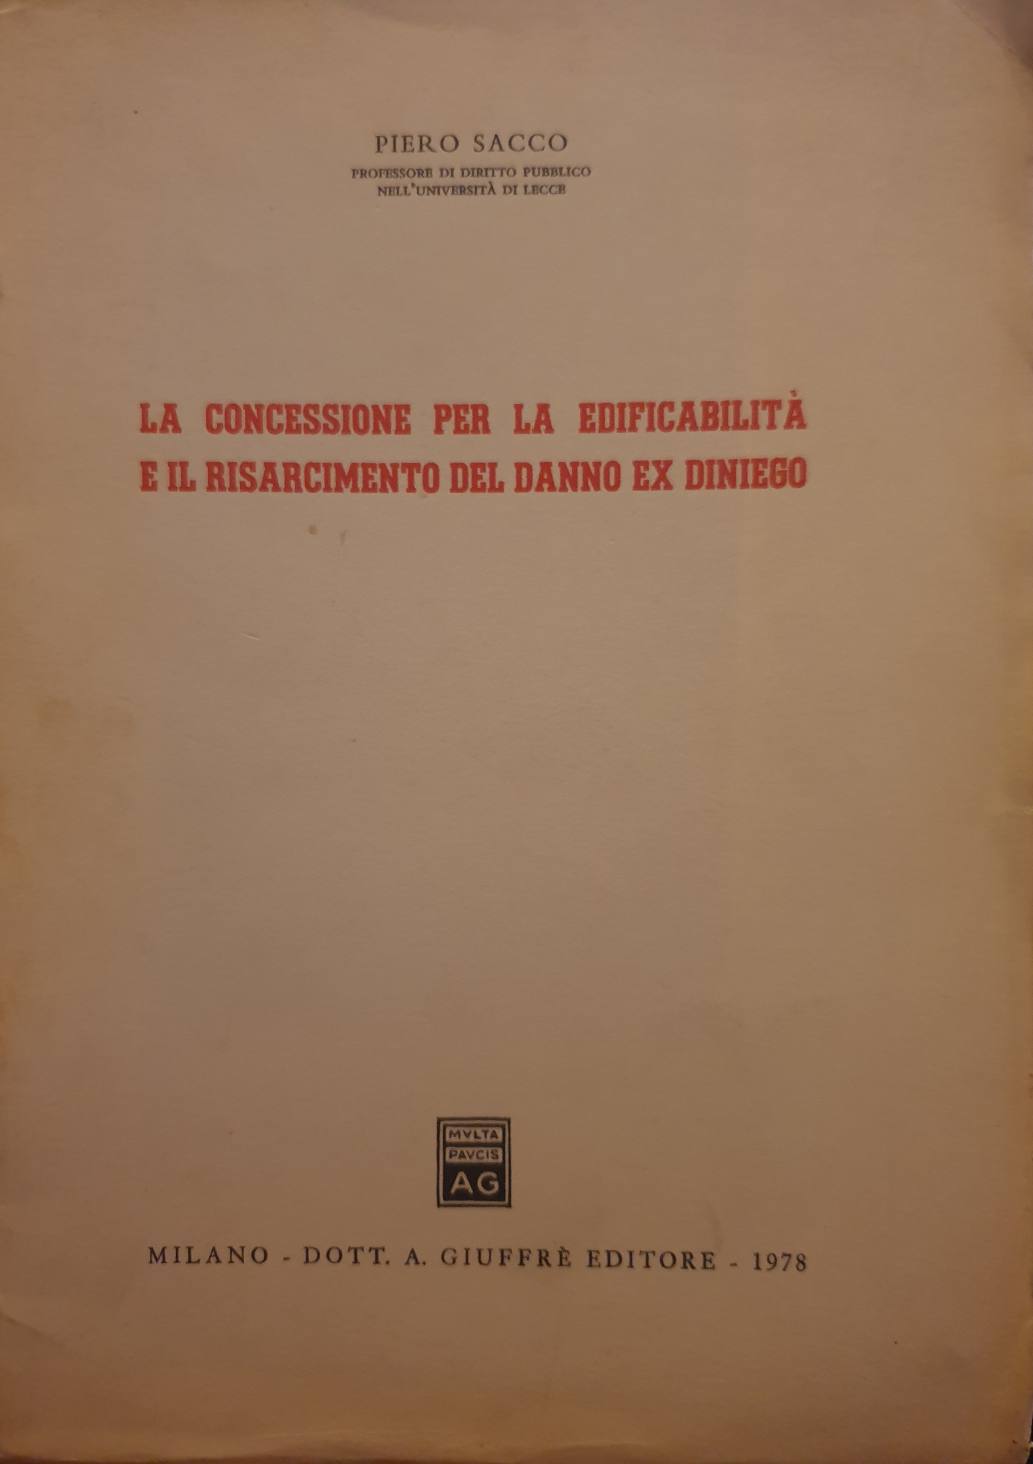 PIERO SACCO
PROFESSORE DI DIRITTO PUBBLICO
NELL'UNIVERSITÀ DI LECCE
LA CONCESSIONE PER LA EDIFICABILITÀ
E IL RISARCIMENTO DEL DANNO EX DINIEGO
MVLTA
PAVCIS
AG
MILANO - DOTT. A. GIUFFRÈ EDITORE - 1978